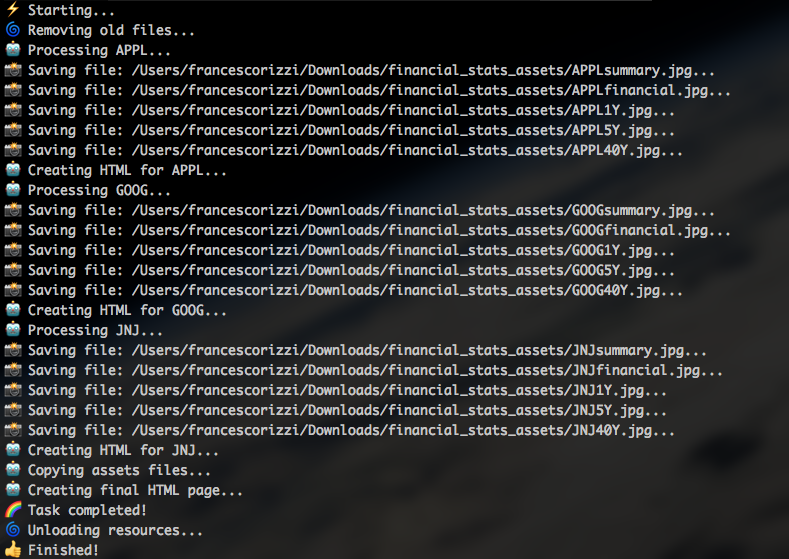 ⚡ Starting...
🌀 Removing old files...
🤖 Processing APPL...
📸 Saving file: /Users/francescorizzi/Downloads/financial_stats_assets/APPLsummary.jpg...
📸 Saving file: /Users/francescorizzi/Downloads/financial_stats_assets/APPLfinancial.jpg...
📸 Saving file: /Users/francescorizzi/Downloads/financial_stats_assets/APPL1Y.jpg...
📸 Saving file: /Users/francescorizzi/Downloads/financial_stats_assets/APPL5Y.jpg...
📸 Saving file: /Users/francescorizzi/Downloads/financial_stats_assets/APPL40Y.jpg...
🤖 Creating HTML for APPL...
🤖 Processing GOOG...
📸 Saving file: /Users/francescorizzi/Downloads/financial_stats_assets/GOOGsummary.jpg...
📸 Saving file: /Users/francescorizzi/Downloads/financial_stats_assets/GOOGfinancial.jpg...
📸 Saving file: /Users/francescorizzi/Downloads/financial_stats_assets/GOOG1Y.jpg...
📸 Saving file: /Users/francescorizzi/Downloads/financial_stats_assets/GOOG5Y.jpg...
📸 Saving file: /Users/francescorizzi/Downloads/financial_stats_assets/GOOG40Y.jpg...
🤖 Creating HTML for GOOG...
🤖 Processing JNJ...
📸 Saving file: /Users/francescorizzi/Downloads/financial_stats_assets/JNJsummary.jpg...
📸 Saving file: /Users/francescorizzi/Downloads/financial_stats_assets/JNJfinancial.jpg...
📸 Saving file: /Users/francescorizzi/Downloads/financial_stats_assets/JNJ1Y.jpg...
📸 Saving file: /Users/francescorizzi/Downloads/financial_stats_assets/JNJ5Y.jpg...
📸 Saving file: /Users/francescorizzi/Downloads/financial_stats_assets/JNJ40Y.jpg...
🤖 Creating HTML for JNJ...
🤖 Copying assets files...
🤖 Creating final HTML page...
🌈 Task completed!
🌀 Unloading resources...
👍 Finished!